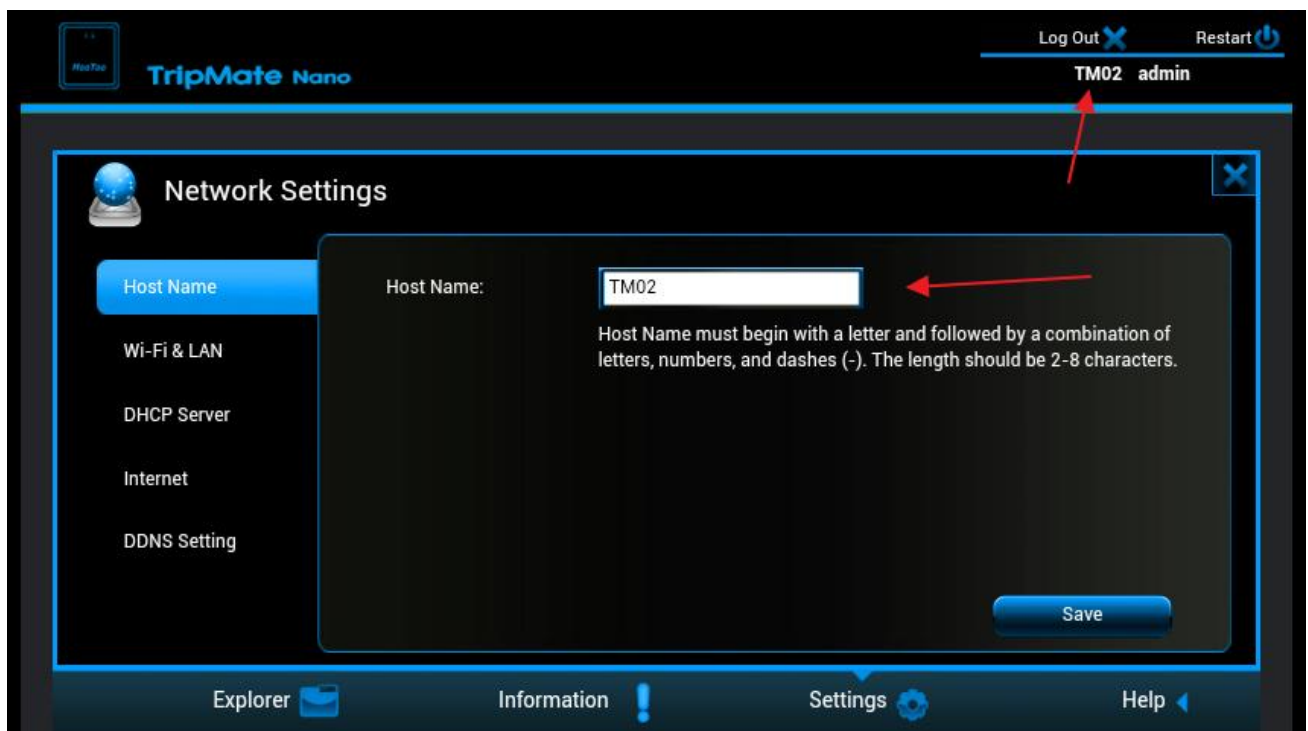 Log Out Restart
HooToo TripMate Nano
TM02 admin
Network Settings
Host Name
Host Name: TM02
Host Name must begin with a letter and followed by a combination of
letters, numbers, and dashes (-). The length should be 2-8 characters.
Wi-Fi & LAN
DHCP Server
Internet
DDNS Setting
Save
Explorer Information Settings Help